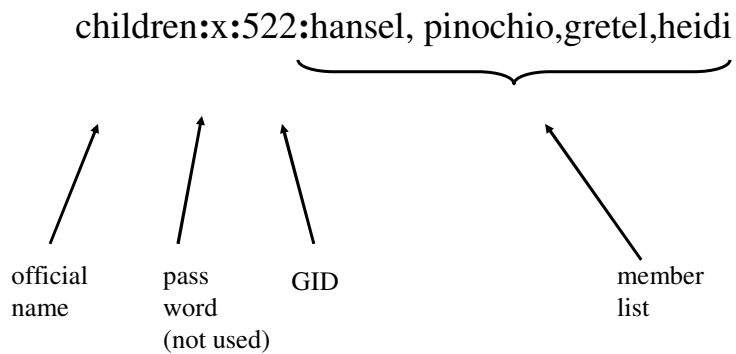 children:x:522:hansel, pinochio,gretel,heidi
official
name
pass
word
(not used)
GID
member
list